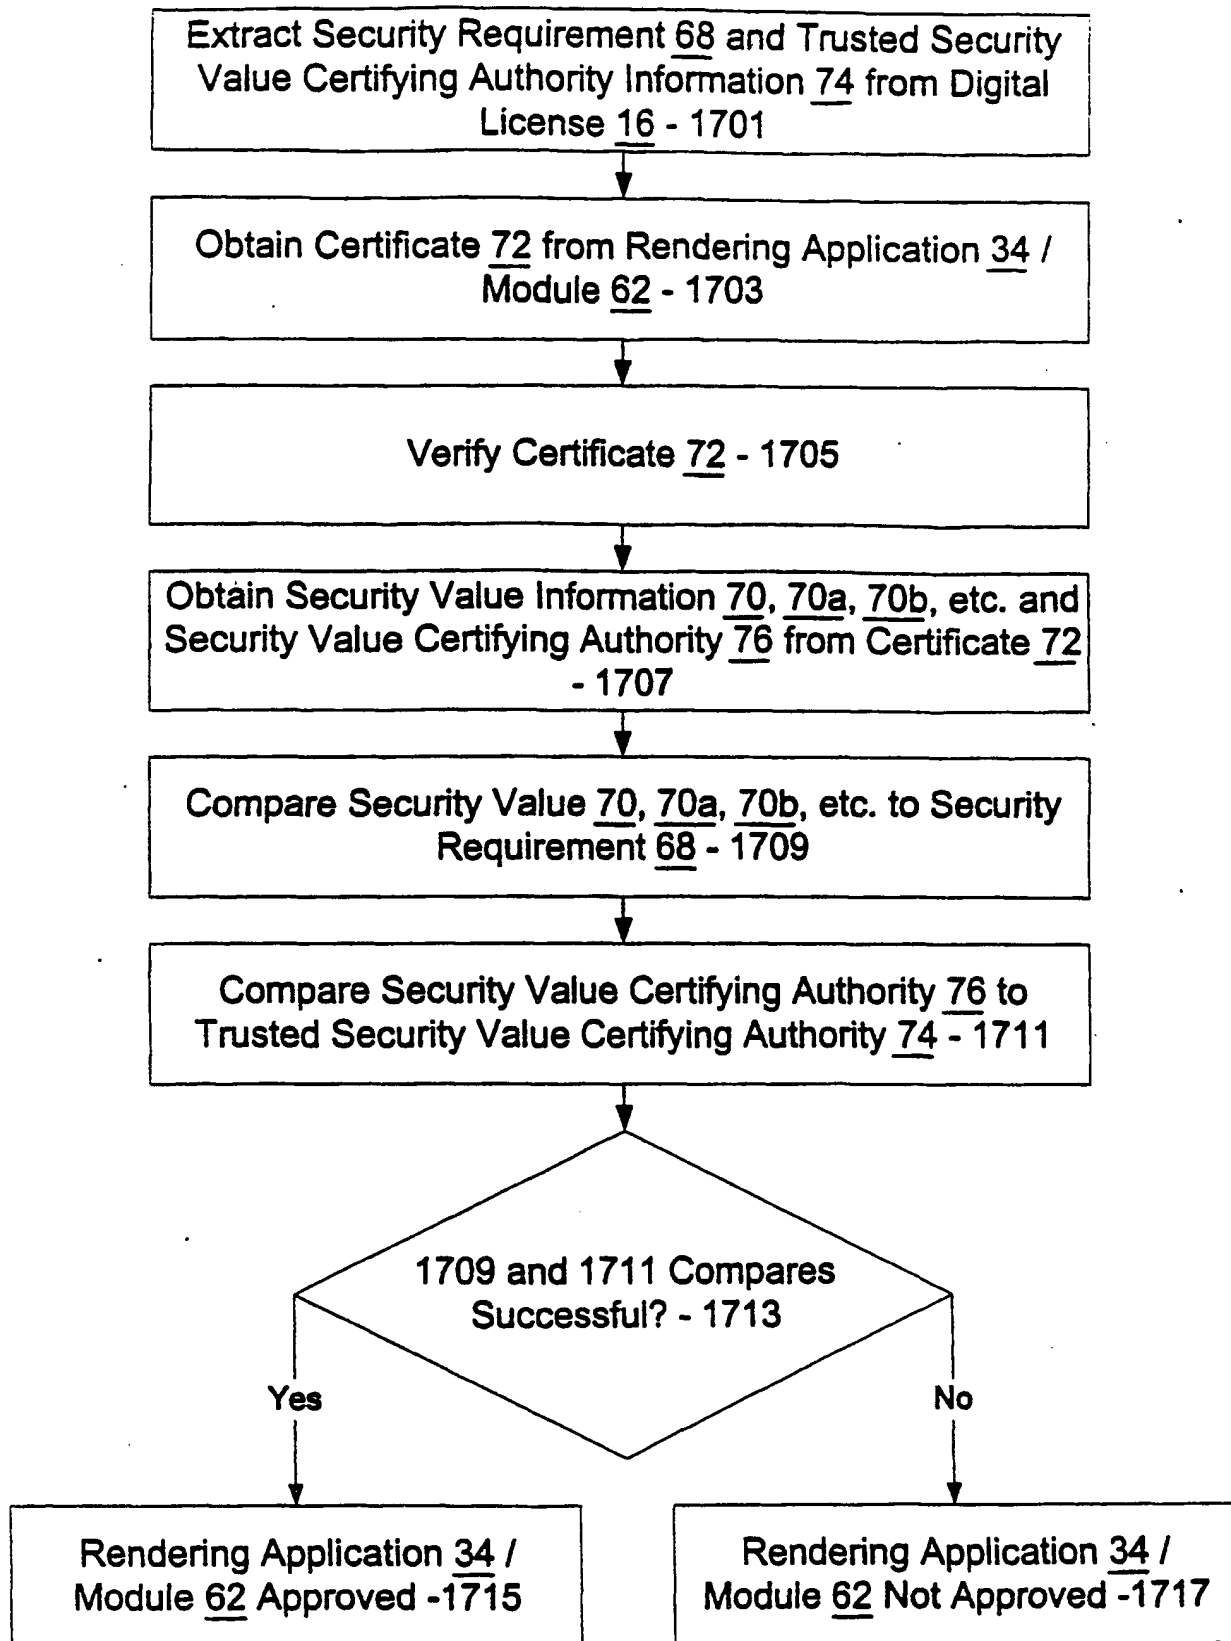 Extract Security Requirement 68 and Trusted Security
Value Certifying Authority Information 74 from Digital
License 16 - 1701
Obtain Certificate 72 from Rendering Application 34 /
Module 62 - 1703
Verify Certificate 72 - 1705
Obtain Security Value Information 70, 70a, 70b, etc. and
Security Value Certifying Authority 76 from Certificate 72
- 1707
Compare Security Value 70, 70a, 70b, etc. to Security
Requirement 68 - 1709
Compare Security Value Certifying Authority 76 to
Trusted Security Value Certifying Authority 74 - 1711
1709 and 1711 Compares
Successful? - 1713
Yes
No
Rendering Application 34 /
Module 62 Approved -1715
Rendering Application 34 /
Module 62 Not Approved -1717